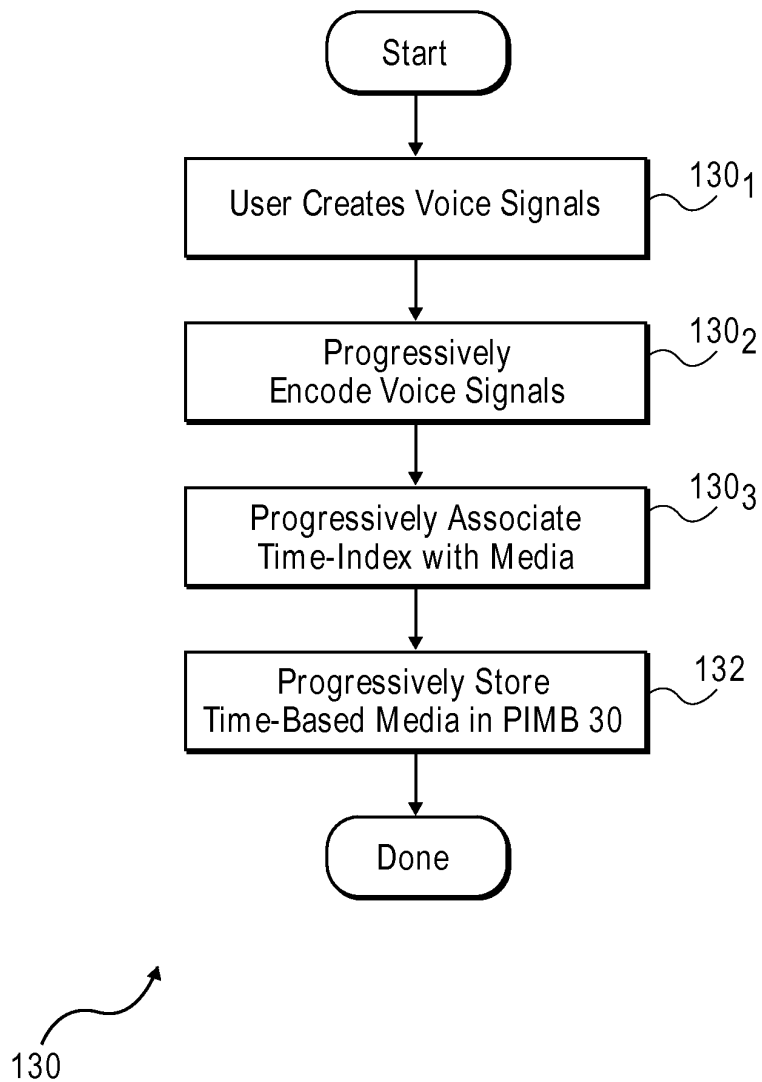 Start
User Creates Voice Signals
130₁
Progressively
Encode Voice Signals
130₂
Progressively Associate
Time-Index with Media
130₃
Progressively Store
Time-Based Media in PIMB 30
132
Done
130